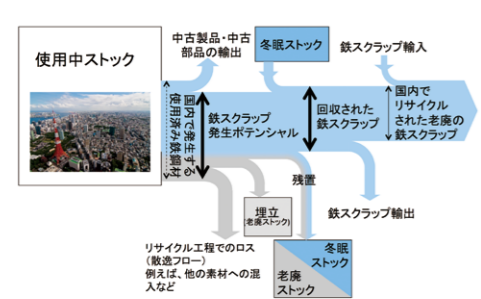 使用中ストック
中古製品・中古
部品の輸出
冬眠ストック
鉄スクラップ輸入
国内で発生する
使用済み鉄鋼材
鉄スクラップ
発生ポテンシャル
回収された
鉄スクラップ
国内で
リサイクル
された老廃の
鉄スクラップ
残置
埋立
(老廃ストック)
鉄スクラップ輸出
リサイクル工程でのロス
(散逸フロー)
例えば、他の素材への混
入など
冬眠
ストック
老廃
ストック